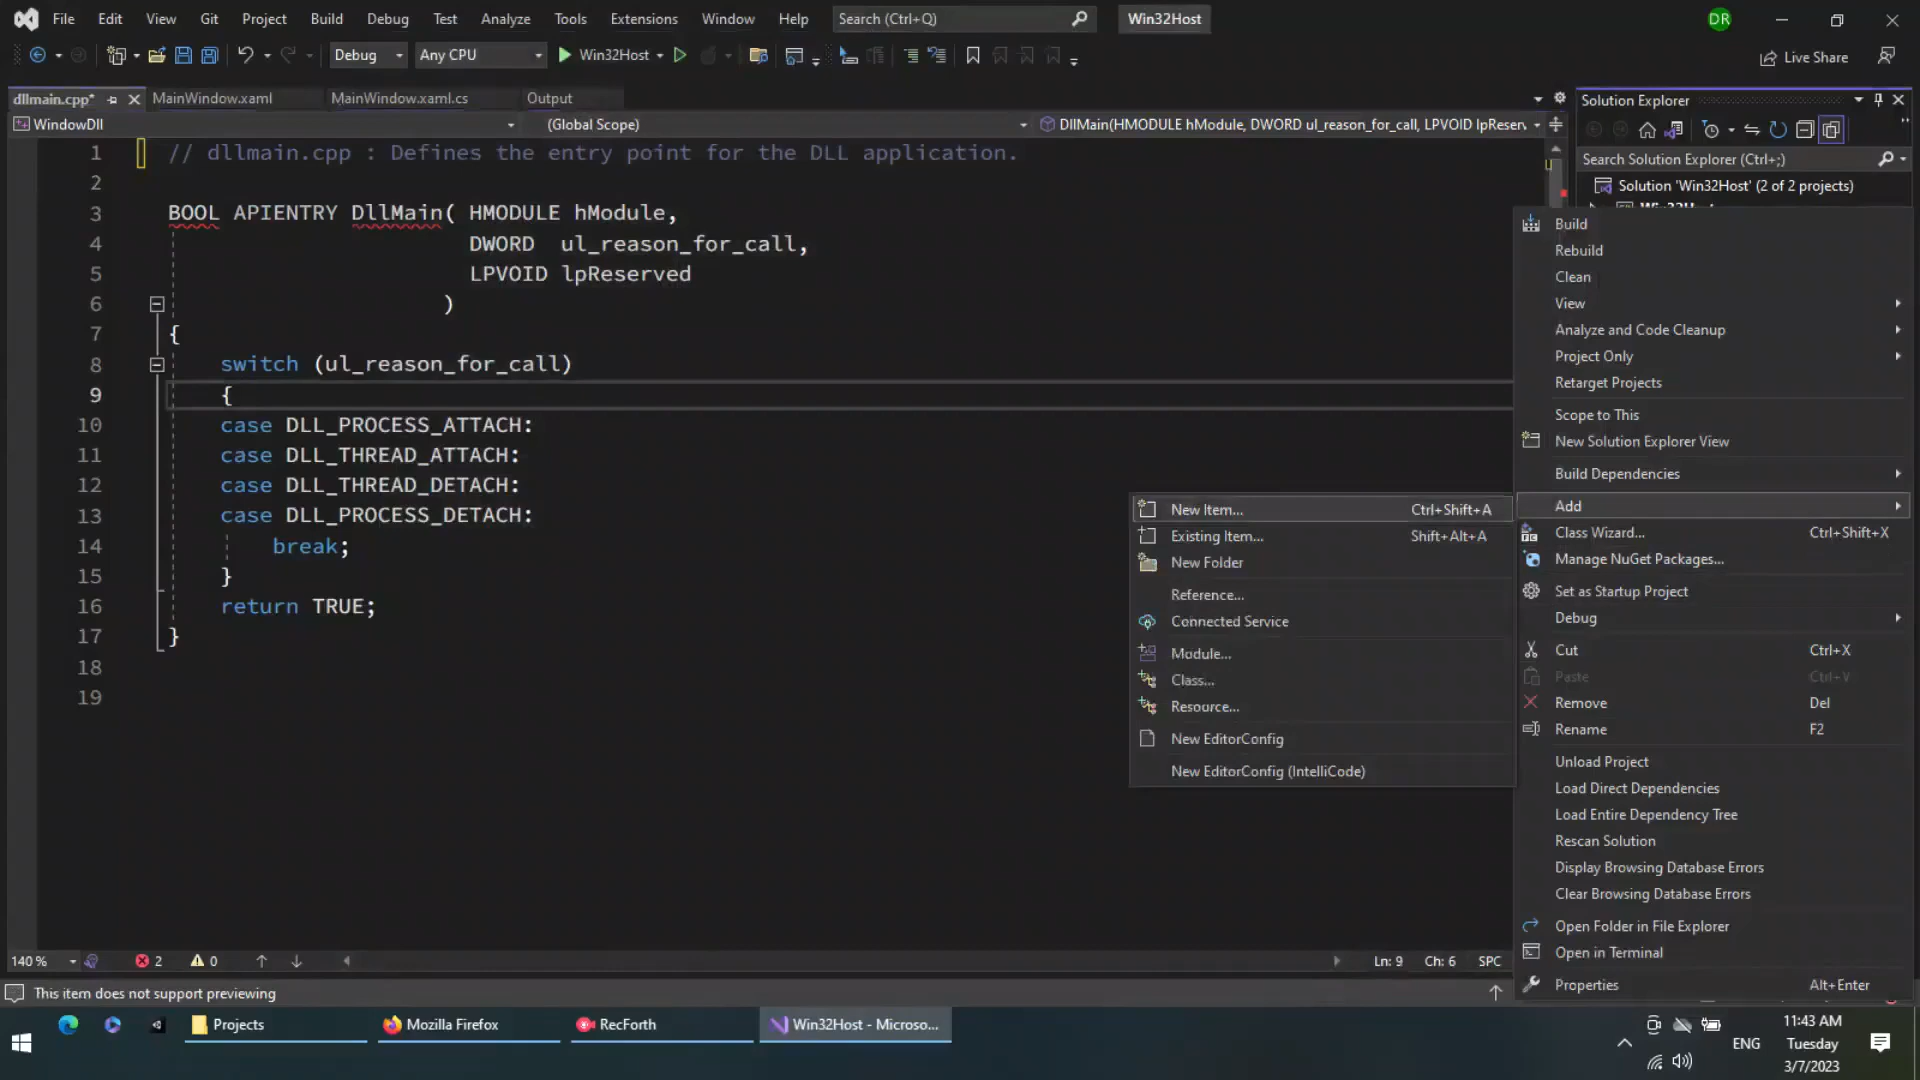 File Edit View Git Project Build Debug Test Analyze Tools Extensions Window Help Search (Ctrl+Q) Win32Host DR
Debug Any CPU Win32Host Live Share
dllmain.cpp* MainWindow.xaml MainWindow.xaml.cs Output
WindowDll (Global Scope) DllMain(HMODULE hModule, DWORD ul_reason_for_call, LPVOID lpReserv
1 // dllmain.cpp : Defines the entry point for the DLL application.
2
3 BOOL APIENTRY DllMain( HMODULE hModule,
4 DWORD ul_reason_for_call,
5 LPVOID lpReserved
6 )
7 {
8 switch (ul_reason_for_call)
9 {
10 case DLL_PROCESS_ATTACH:
11 case DLL_THREAD_ATTACH:
12 case DLL_THREAD_DETACH:
13 case DLL_PROCESS_DETACH:
14 break;
15 }
16 return TRUE;
17 }
18
19
New Item... Ctrl+Shift+A
Existing Item... Shift+Alt+A
New Folder
Reference...
Connected Service
Module...
Class...
Resource...
New EditorConfig
New EditorConfig (IntelliCode)
Solution Explorer
Search Solution Explorer (Ctrl+;)
Solution 'Win32Host' (2 of 2 projects)
Build
Rebuild
Clean
View
Analyze and Code Cleanup
Project Only
Retarget Projects
Scope to This
New Solution Explorer View
Build Dependencies
Add
Class Wizard... Ctrl+Shift+X
Manage NuGet Packages...
Set as Startup Project
Debug
Cut Ctrl+X
Paste Ctrl+V
Remove Del
Rename F2
Unload Project
Load Direct Dependencies
Load Entire Dependency Tree
Rescan Solution
Display Browsing Database Errors
Clear Browsing Database Errors
Open Folder in File Explorer
Open in Terminal
Properties Alt+Enter
140 % 2 0 Ln: 9 Ch: 6 SPC
This item does not support previewing
Projects Mozilla Firefox RecForth Win32Host - Microso...
ENG
11:43 AM
Tuesday
3/7/2023